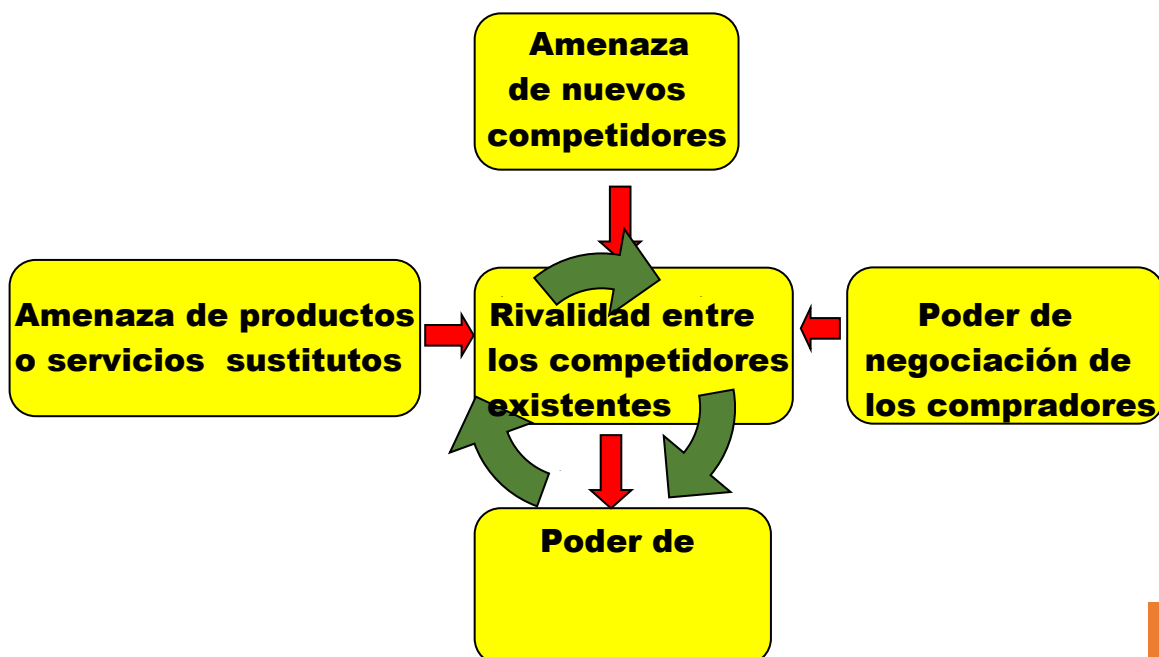 Amenaza
de nuevos
competidores
Amenaza de productos
o servicios sustitutos
Rivalidad entre
los competidores
existentes
Poder de
negociación de
los compradores
Poder de